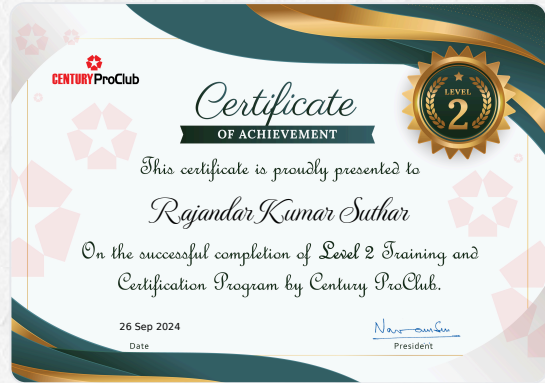 CENTURY ProClub
LEVEL
2
Certificate
OF ACHIEVEMENT
This certificate is proudly presented to
Rajandar Kumar Suthar
On the successful completion of Level 2 Training and
Certification Program by Century ProClub.
26 Sep 2024
Date
President